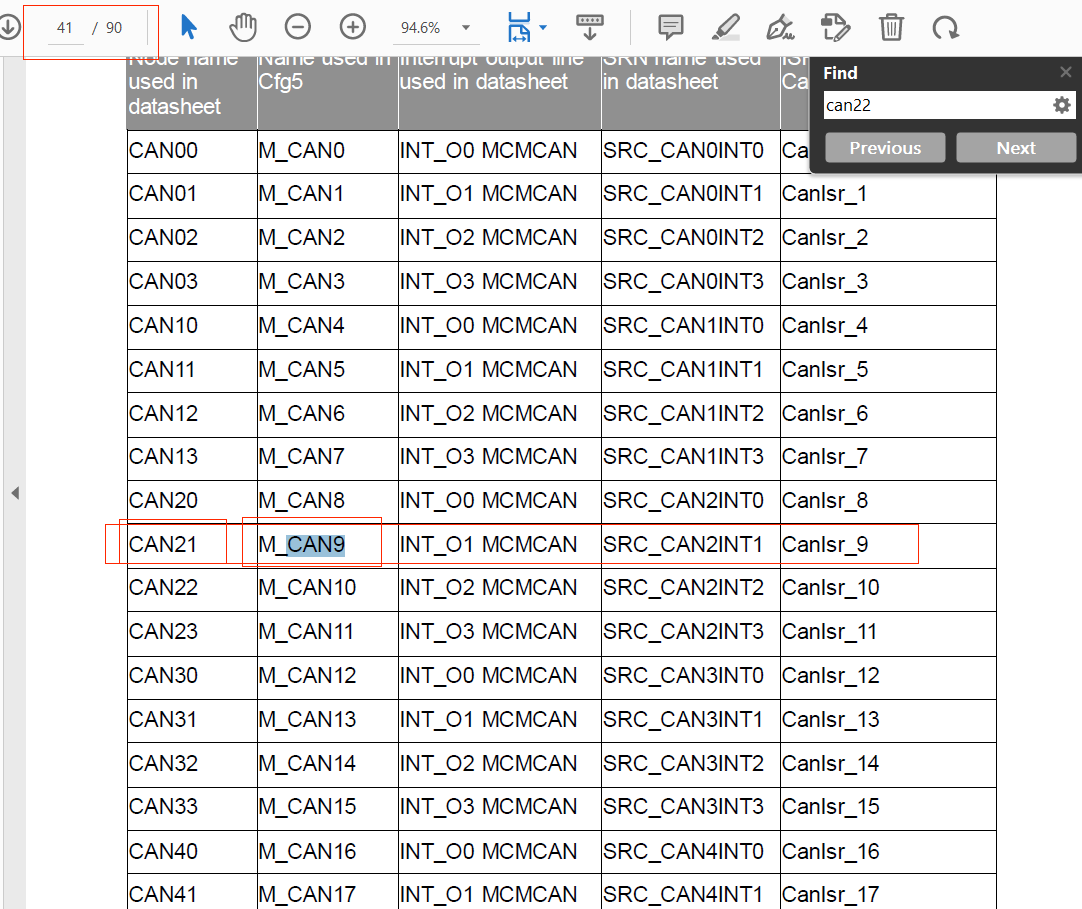 41 / 90 94.6%
Find
can22
Previous Next
Node name used in datasheet Name used in Cfg5 Interrupt output line used in datasheet SRN name used in datasheet
CAN00 M_CAN0 INT_O0 MCMCAN SRC_CAN0INT0 Ca
CAN01 M_CAN1 INT_O1 MCMCAN SRC_CAN0INT1 CanIsr_1
CAN02 M_CAN2 INT_O2 MCMCAN SRC_CAN0INT2 CanIsr_2
CAN03 M_CAN3 INT_O3 MCMCAN SRC_CAN0INT3 CanIsr_3
CAN10 M_CAN4 INT_O0 MCMCAN SRC_CAN1INT0 CanIsr_4
CAN11 M_CAN5 INT_O1 MCMCAN SRC_CAN1INT1 CanIsr_5
CAN12 M_CAN6 INT_O2 MCMCAN SRC_CAN1INT2 CanIsr_6
CAN13 M_CAN7 INT_O3 MCMCAN SRC_CAN1INT3 CanIsr_7
CAN20 M_CAN8 INT_O0 MCMCAN SRC_CAN2INT0 CanIsr_8
CAN21 M_CAN9 INT_O1 MCMCAN SRC_CAN2INT1 CanIsr_9
CAN22 M_CAN10 INT_O2 MCMCAN SRC_CAN2INT2 CanIsr_10
CAN23 M_CAN11 INT_O3 MCMCAN SRC_CAN2INT3 CanIsr_11
CAN30 M_CAN12 INT_O0 MCMCAN SRC_CAN3INT0 CanIsr_12
CAN31 M_CAN13 INT_O1 MCMCAN SRC_CAN3INT1 CanIsr_13
CAN32 M_CAN14 INT_O2 MCMCAN SRC_CAN3INT2 CanIsr_14
CAN33 M_CAN15 INT_O3 MCMCAN SRC_CAN3INT3 CanIsr_15
CAN40 M_CAN16 INT_O0 MCMCAN SRC_CAN4INT0 CanIsr_16
CAN41 M_CAN17 INT_O1 MCMCAN SRC_CAN4INT1 CanIsr_17